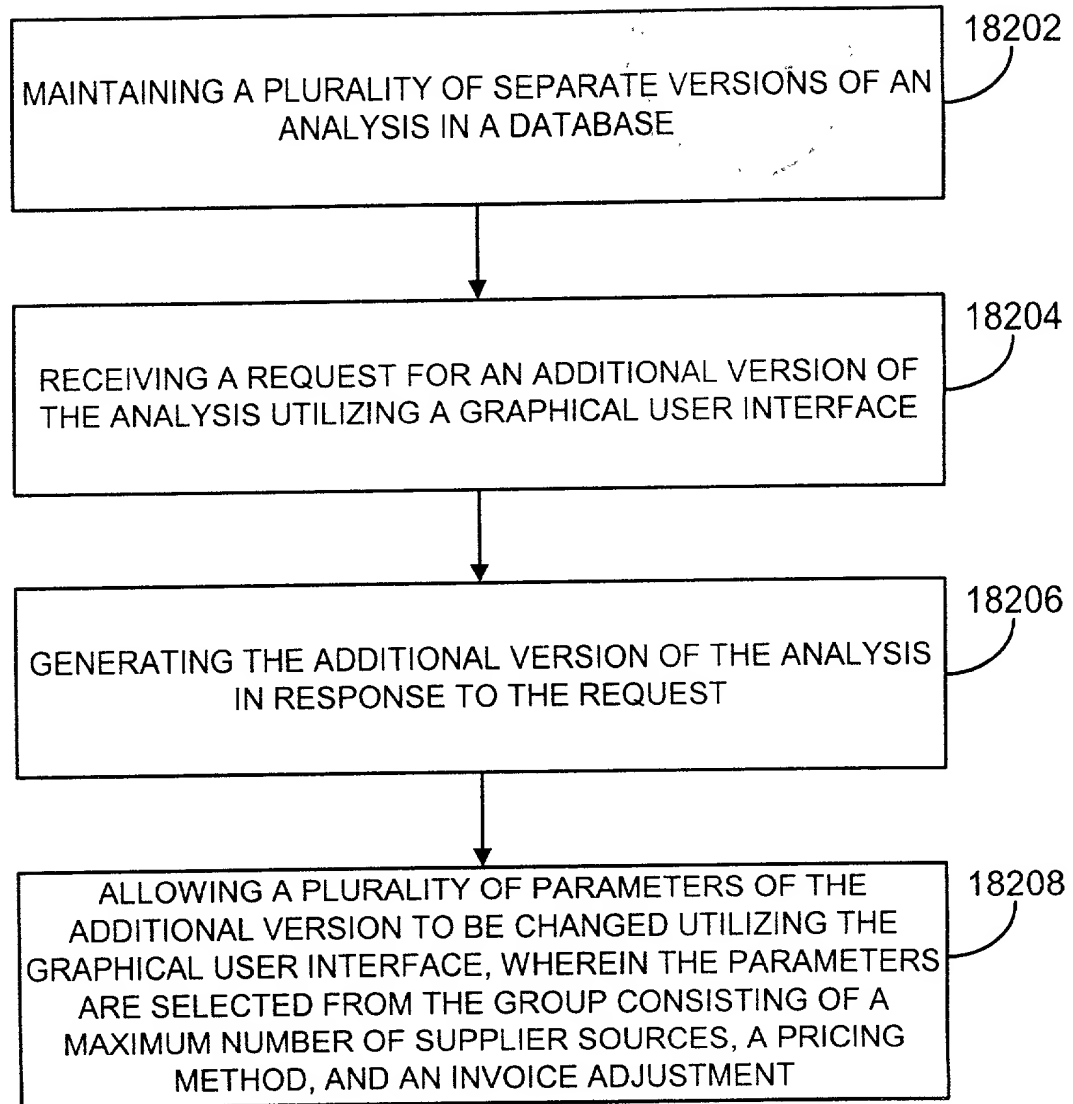 18202
MAINTAINING A PLURALITY OF SEPARATE VERSIONS OF AN
ANALYSIS IN A DATABASE
18204
RECEIVING A REQUEST FOR AN ADDITIONAL VERSION OF
THE ANALYSIS UTILIZING A GRAPHICAL USER INTERFACE
18206
GENERATING THE ADDITIONAL VERSION OF THE ANALYSIS
IN RESPONSE TO THE REQUEST
18208
ALLOWING A PLURALITY OF PARAMETERS OF THE
ADDITIONAL VERSION TO BE CHANGED UTILIZING THE
GRAPHICAL USER INTERFACE, WHEREIN THE PARAMETERS
ARE SELECTED FROM THE GROUP CONSISTING OF A
MAXIMUM NUMBER OF SUPPLIER SOURCES, A PRICING
METHOD, AND AN INVOICE ADJUSTMENT